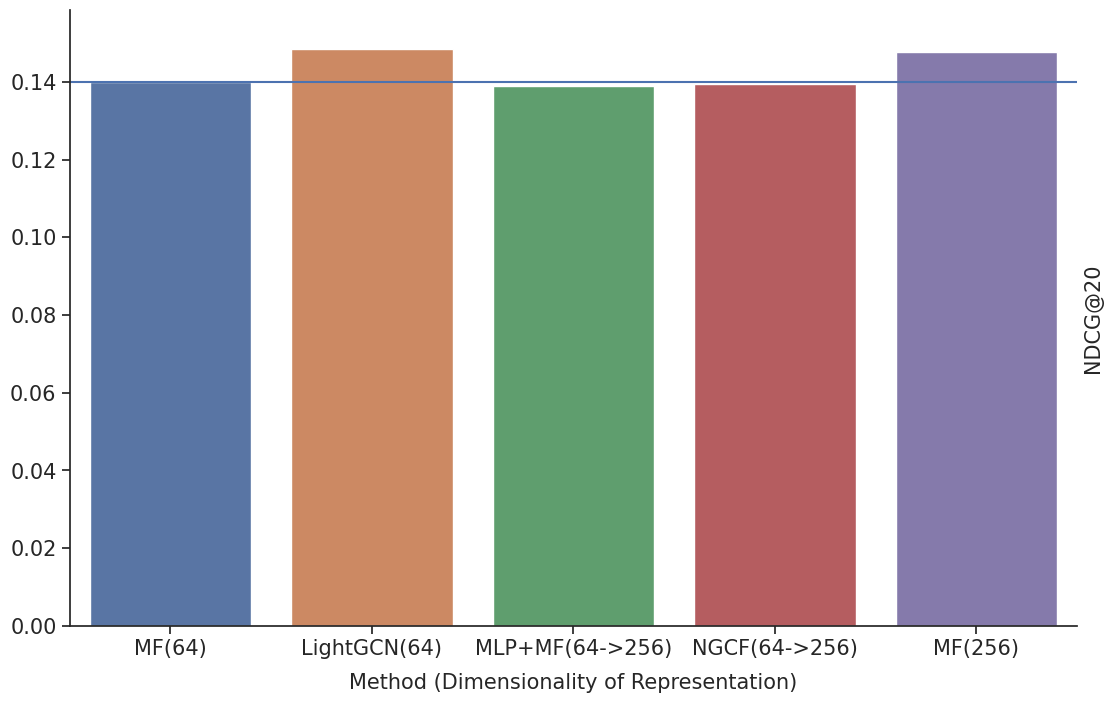 0.14
0.12
0.10
0.08
0.06
0.04
0.02
0.00
MF(64) LightGCN(64) MLP+MF(64->256) NGCF(64->256) MF(256)
Method (Dimensionality of Representation)
NDCG@20